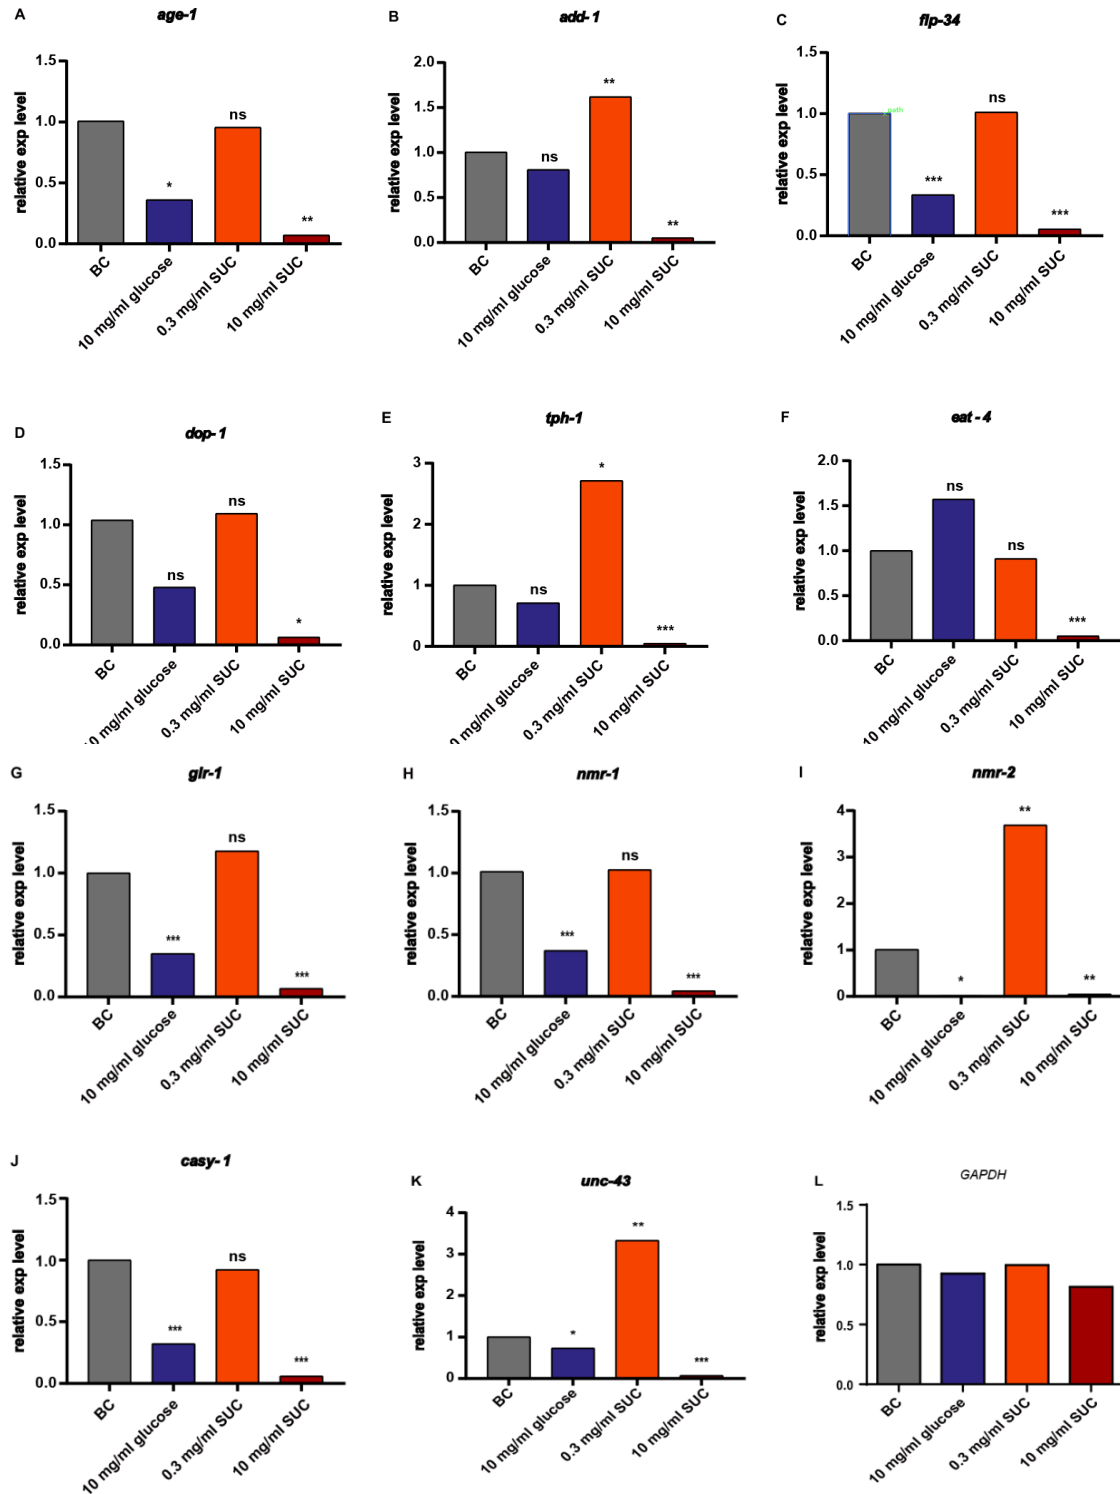 A
age-1
relative exp level
1.5
1.0
0.5
0.0
ns
*
**
BC
10 mg/ml glucose
0.3 mg/ml SUC
10 mg/ml SUC
B
add-1
relative exp level
2.0
1.5
1.0
0.5
0.0
**
ns
**
BC
10 mg/ml glucose
0.3 mg/ml SUC
10 mg/ml SUC
C
flp-34
relative exp level
1.5
1.0
0.5
0.0
path
ns
***
***
BC
10 mg/ml glucose
0.3 mg/ml SUC
10 mg/ml SUC
D
dop-1
relative exp level
1.5
1.0
0.5
0.0
ns
ns
*
BC
10 mg/ml glucose
0.3 mg/ml SUC
10 mg/ml SUC
E
tph-1
relative exp level
3
2
1
0
*
ns
***
BC
0 mg/ml glucose
0.3 mg/ml SUC
10 mg/ml SUC
F
eat-4
relative exp level
2.0
1.5
1.0
0.5
0.0
ns
ns
***
BC
10 mg/ml glucose
0.3 mg/ml SUC
10 mg/ml SUC
G
glr-1
relative exp level
1.5
1.0
0.5
0.0
ns
***
***
BC
10 mg/ml glucose
0.3 mg/ml SUC
10 mg/ml SUC
H
nmr-1
relative exp level
1.5
1.0
0.5
0.0
ns
***
***
BC
10 mg/ml glucose
0.3 mg/ml SUC
10 mg/ml SUC
I
nmr-2
relative exp level
4
3
2
1
0
**
*
**
BC
10 mg/ml glucose
0.3 mg/ml SUC
10 mg/ml SUC
J
casy-1
relative exp level
1.5
1.0
0.5
0.0
ns
***
***
BC
10 mg/ml glucose
0.3 mg/ml SUC
10 mg/ml SUC
K
unc-43
relative exp level
4
3
2
1
0
**
*
***
BC
10 mg/ml glucose
0.3 mg/ml SUC
10 mg/ml SUC
L
GAPDH
relative exp level
1.5
1.0
0.5
0.0
BC
10 mg/ml glucose
0.3 mg/ml SUC
10 mg/ml SUC